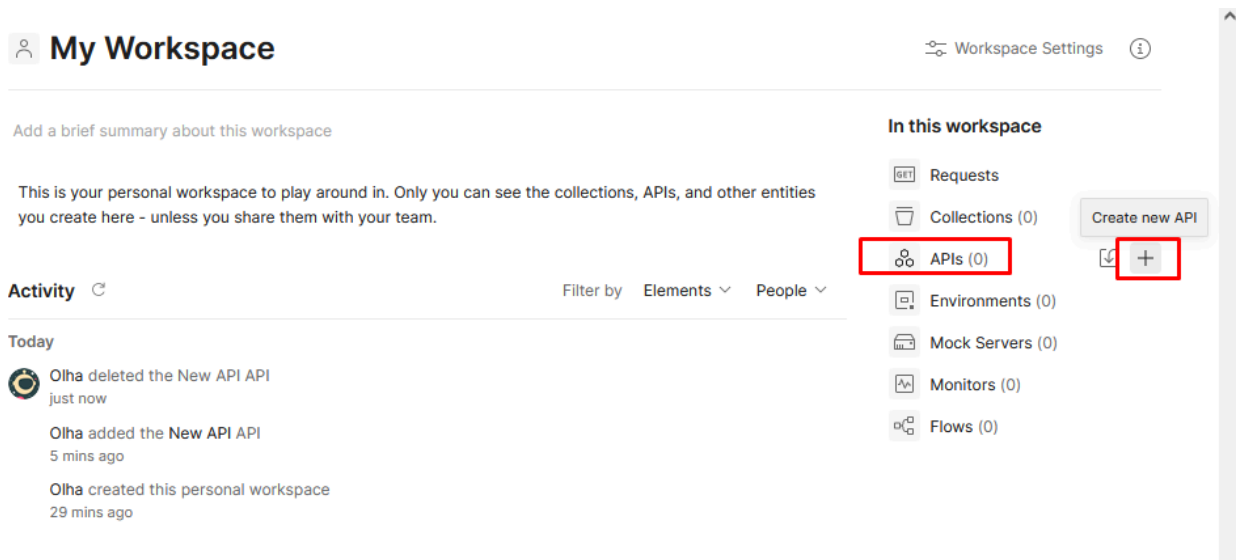 My Workspace
Workspace Settings
Add a brief summary about this workspace
This is your personal workspace to play around in. Only you can see the collections, APIs, and other entities
you create here - unless you share them with your team.
Activity
Filter by Elements People
Today
Olha deleted the New API API
just now
Olha added the New API API
5 mins ago
Olha created this personal workspace
29 mins ago
In this workspace
GET Requests
Collections (0)
Create new API
APIs (0)
Environments (0)
Mock Servers (0)
Monitors (0)
Flows (0)